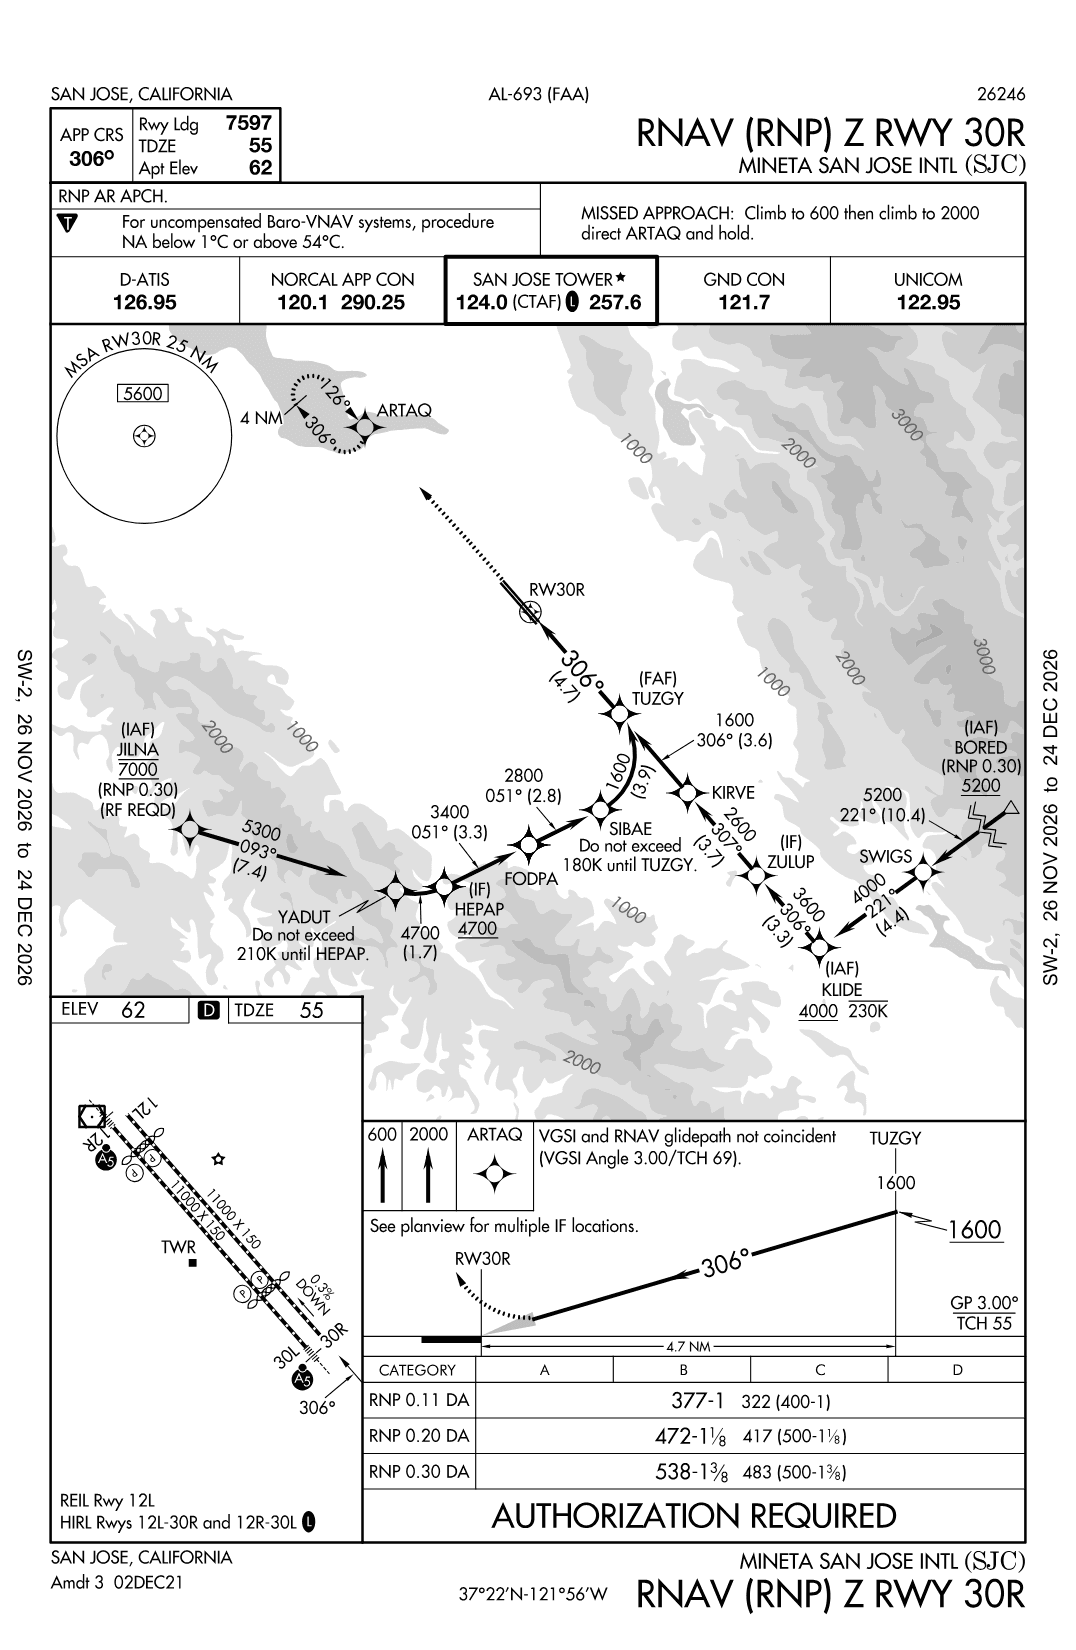 SAN JOSE, CALIFORNIA
AL-693 (FAA)
26246
APP CRS
306°
Rwy Ldg 7597
TDZE 55
Apt Elev 62
RNAV (RNP) Z RWY 30R
MINETA SAN JOSE INTL (SJC)
RNP AR APCH.
T
For uncompensated Baro-VNAV systems, procedure
NA below 1°C or above 54°C.
MISSED APPROACH: Climb to 600 then climb to 2000
direct ARTAQ and hold.
D-ATIS
126.95
NORCAL APP CON
120.1 290.25
SAN JOSE TOWER★
124.0 (CTAF) L 257.6
GND CON
121.7
UNICOM
122.95
MSA RW30R 25 NM
5600
4 NM
126°
306°
ARTAQ
1000
2000
3000
RW30R
306°
(4.7)
(FAF)
TUZGY
1600
306° (3.6)
1000
2000
3000
(IAF)
JILNA
7000
(RNP 0.30)
(RF REQD)
2000
1000
5300
093°
(7.4)
YADUT
Do not exceed
210K until HEPAP.
4700
(1.7)
(IF)
HEPAP
4700
3400
051° (3.3)
FODPA
2800
051° (2.8)
SIBAE
Do not exceed
180K until TUZGY.
1600
(3.9)
KIRVE
2600
307°
(3.7)
(IF)
ZULUP
3600
306°
(3.3)
(IAF)
KLIDE
4000 230K
SWIGS
4000
221°
(4.4)
5200
221° (10.4)
(IAF)
BORED
(RNP 0.30)
5200
1000
2000
SW-2, 26 NOV 2026 to 24 DEC 2026
SW-2, 26 NOV 2026 to 24 DEC 2026
ELEV 62
D
TDZE 55
12L
12R
A5
P
P
11000 X 150
11000 X 150
TWR
P
P
0.3%
DOWN
30L
30R
A5
306°
REIL Rwy 12L
HIRL Rwys 12L-30R and 12R-30L L
600
2000
ARTAQ
VGSI and RNAV glidepath not coincident
(VGSI Angle 3.00/TCH 69).
TUZGY
1600
See planview for multiple IF locations.
1600
RW30R
306°
GP 3.00°
TCH 55
4.7 NM
CATEGORY A B C D
RNP 0.11 DA 377-1 322 (400-1)
RNP 0.20 DA 472-1⅛ 417 (500-1⅛)
RNP 0.30 DA 538-1⅜ 483 (500-1⅜)
AUTHORIZATION REQUIRED
SAN JOSE, CALIFORNIA
Amdt 3 02DEC21
37°22'N-121°56'W
MINETA SAN JOSE INTL (SJC)
RNAV (RNP) Z RWY 30R